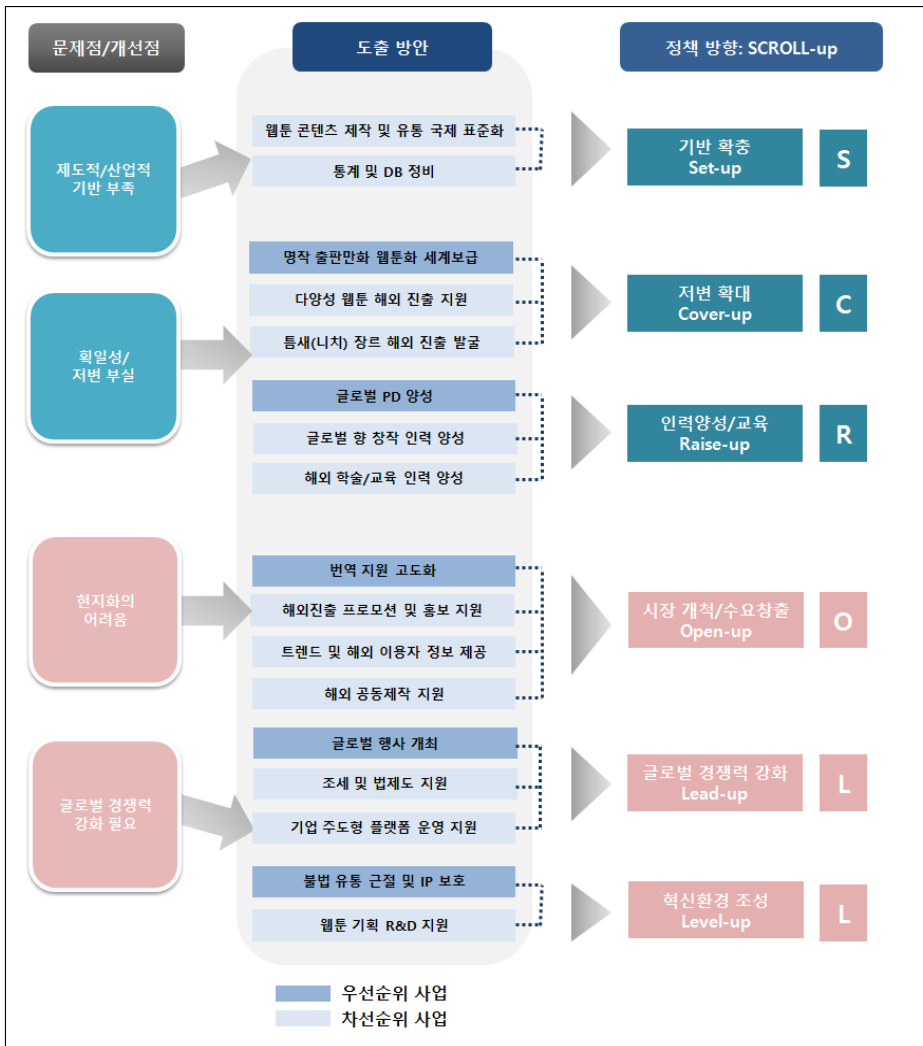 문제점/개선점
도출 방안
정책 방향: SCROLL-up
제도적/산업적
기반 부족
웹툰 콘텐츠 제작 및 유통 국제 표준화
통계 및 DB 정비
기반 확충
Set-up
S
획일성/
저변 부실
명작 출판만화 웹툰화 세계보급
다양성 웹툰 해외 진출 지원
틈새(니치) 장르 해외 진출 발굴
저변 확대
Cover-up
C
글로벌 PD 양성
글로벌 향 창작 인력 양성
해외 학술/교육 인력 양성
인력양성/교육
Raise-up
R
현지화의
어려움
번역 지원 고도화
해외진출 프로모션 및 홍보 지원
트렌드 및 해외 이용자 정보 제공
해외 공동제작 지원
시장 개척/수요창출
Open-up
O
글로벌 경쟁력
강화 필요
글로벌 행사 개최
조세 및 법제도 지원
기업 주도형 플랫폼 운영 지원
글로벌 경쟁력 강화
Lead-up
L
불법 유통 근절 및 IP 보호
웹툰 기획 R&D 지원
혁신환경 조성
Level-up
L
우선순위 사업
차선순위 사업